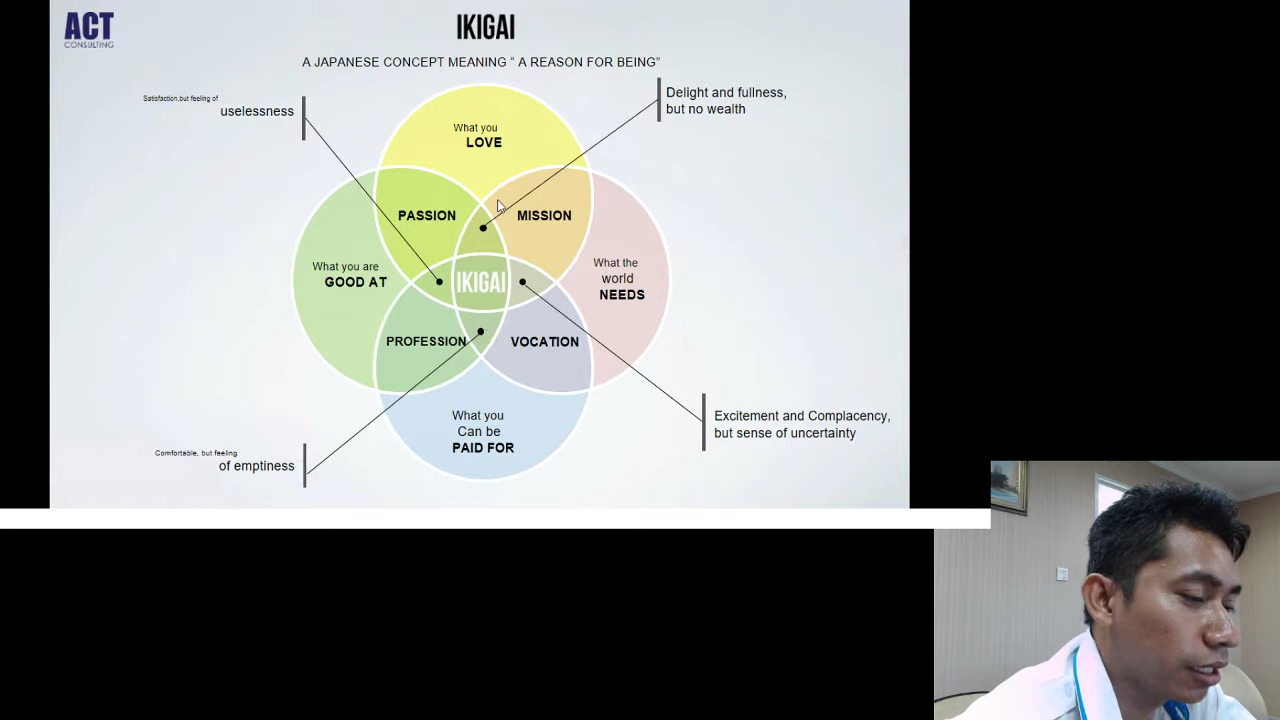 ACT
CONSULTING
IKIGAI
A JAPANESE CONCEPT MEANING “ A REASON FOR BEING”
Satisfaction,but feeling of
uselessness
Delight and fullness,
but no wealth
What you
LOVE
PASSION
MISSION
What you are
GOOD AT
IKIGAI
What the
world
NEEDS
PROFESSION
VOCATION
What you
Can be
PAID FOR
Excitement and Complacency,
but sense of uncertainty
Comfortable, but feeling
of emptiness